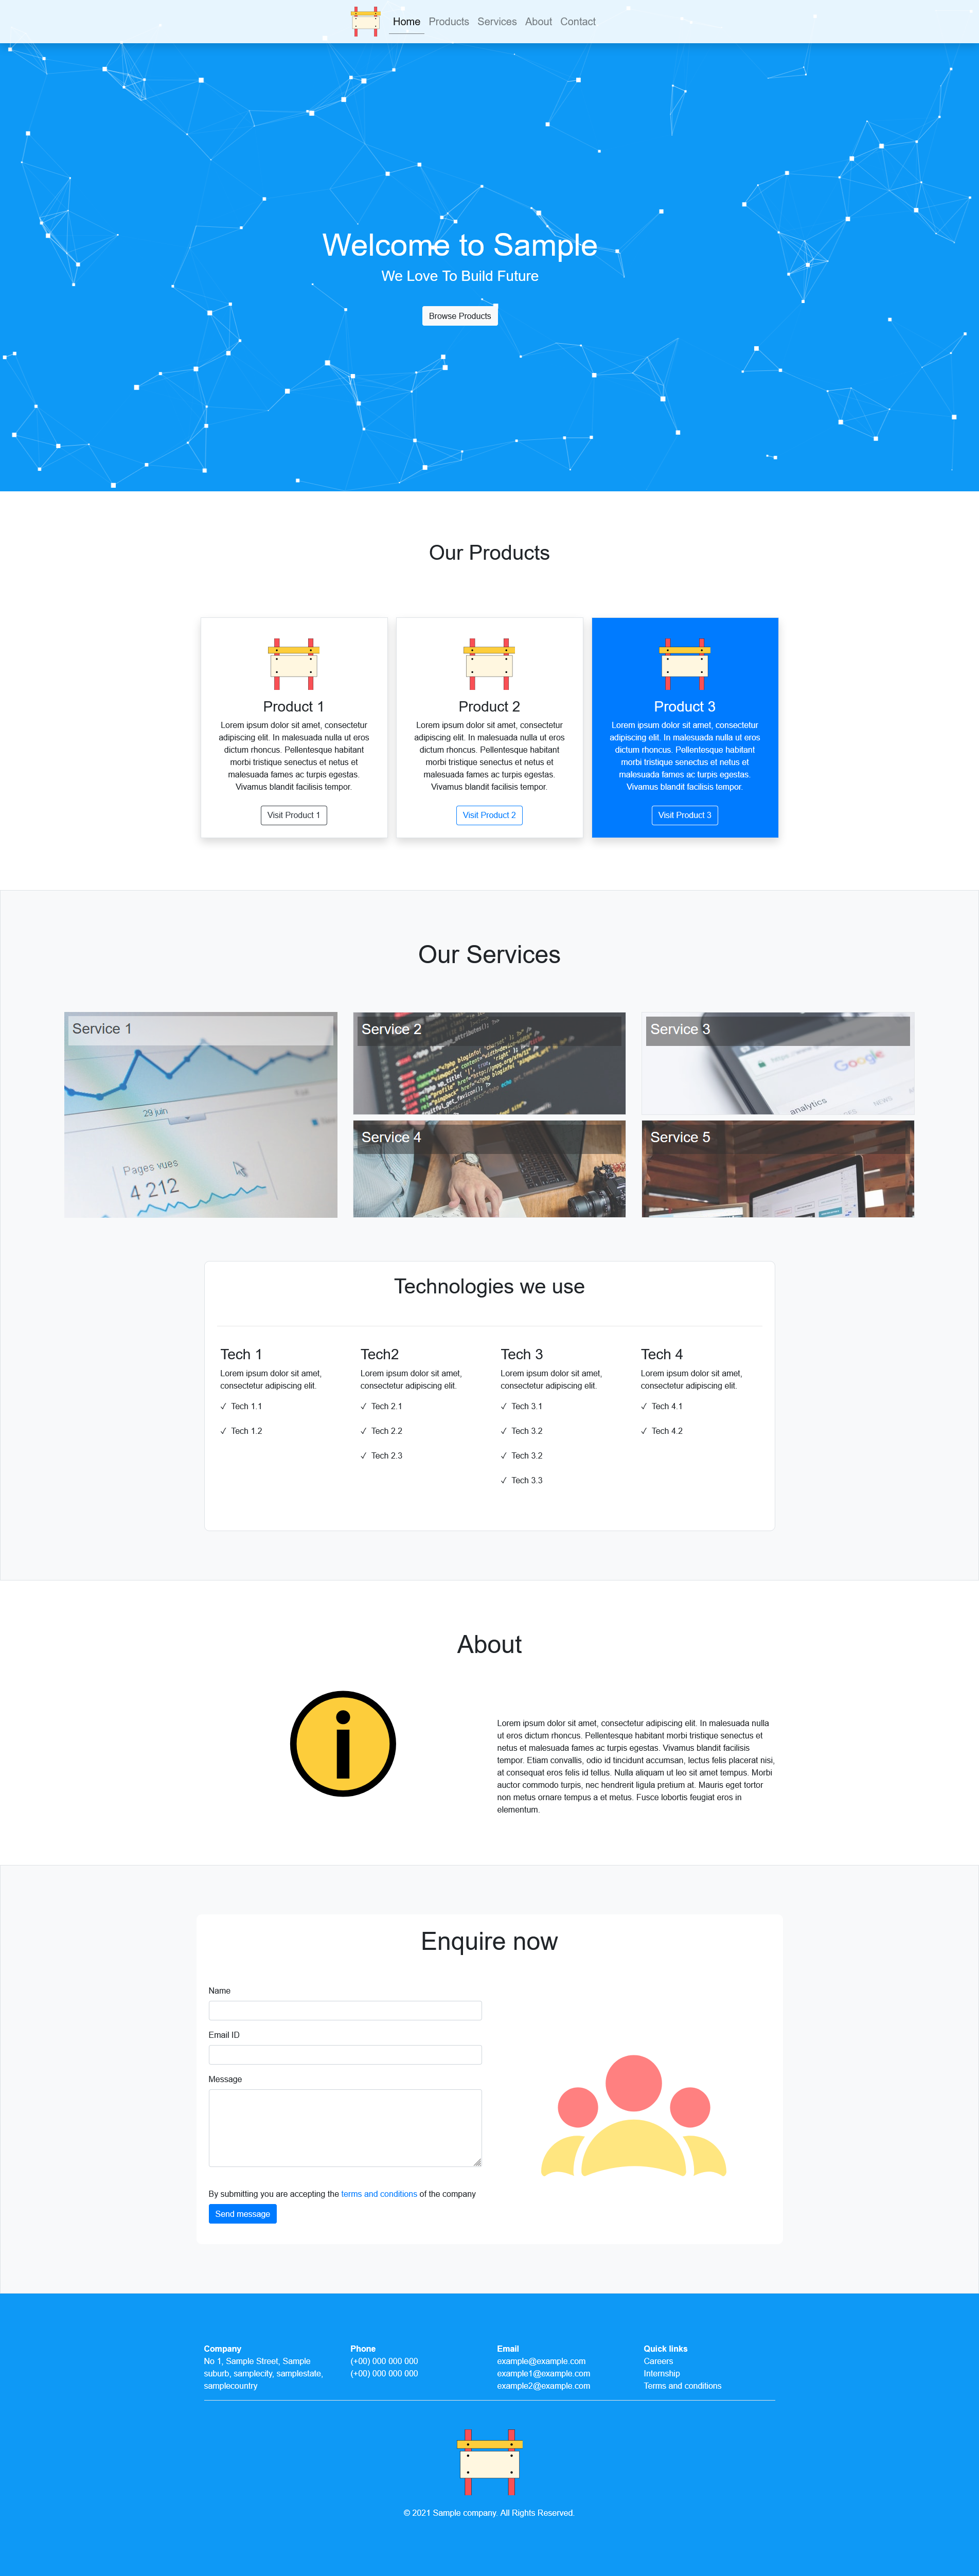 Home Products Services About Contact
Welcome to Sample
We Love To Build Future
Browse Products
Our Products
Product 1
Lorem ipsum dolor sit amet, consectetur
adipiscing elit. In malesuada nulla ut eros
dictum rhoncus. Pellentesque habitant
morbi tristique senectus et netus et
malesuada fames ac turpis egestas.
Vivamus blandit facilisis tempor.
Visit Product 1
Product 2
Lorem ipsum dolor sit amet, consectetur
adipiscing elit. In malesuada nulla ut eros
dictum rhoncus. Pellentesque habitant
morbi tristique senectus et netus et
malesuada fames ac turpis egestas.
Vivamus blandit facilisis tempor.
Visit Product 2
Product 3
Lorem ipsum dolor sit amet, consectetur
adipiscing elit. In malesuada nulla ut eros
dictum rhoncus. Pellentesque habitant
morbi tristique senectus et netus et
malesuada fames ac turpis egestas.
Vivamus blandit facilisis tempor.
Visit Product 3
Our Services
Service 1
29 juin
Pages vues
4 212
Service 2
Service 3
Google
analytics
NEWS
Service 4
Service 5
Technologies we use
Tech 1
Lorem ipsum dolor sit amet,
consectetur adipiscing elit.
✓ Tech 1.1
✓ Tech 1.2
Tech2
Lorem ipsum dolor sit amet,
consectetur adipiscing elit.
✓ Tech 2.1
✓ Tech 2.2
✓ Tech 2.3
Tech 3
Lorem ipsum dolor sit amet,
consectetur adipiscing elit.
✓ Tech 3.1
✓ Tech 3.2
✓ Tech 3.2
✓ Tech 3.3
Tech 4
Lorem ipsum dolor sit amet,
consectetur adipiscing elit.
✓ Tech 4.1
✓ Tech 4.2
About
Lorem ipsum dolor sit amet, consectetur adipiscing elit. In malesuada nulla
ut eros dictum rhoncus. Pellentesque habitant morbi tristique senectus et
netus et malesuada fames ac turpis egestas. Vivamus blandit facilisis
tempor. Etiam convallis, odio id tincidunt accumsan, lectus felis placerat nisi,
at consequat eros felis id tellus. Nulla aliquam ut leo sit amet tempus. Morbi
auctor commodo turpis, nec hendrerit ligula pretium at. Mauris eget tortor
non metus ornare tempus a et metus. Fusce lobortis feugiat eros in
elementum.
Enquire now
Name
Email ID
Message
By submitting you are accepting the terms and conditions of the company
Send message
Company
No 1, Sample Street, Sample
suburb, samplecity, samplestate,
samplecountry
Phone
(+00) 000 000 000
(+00) 000 000 000
Email
example@example.com
example1@example.com
example2@example.com
Quick links
Careers
Internship
Terms and conditions
© 2021 Sample company. All Rights Reserved.